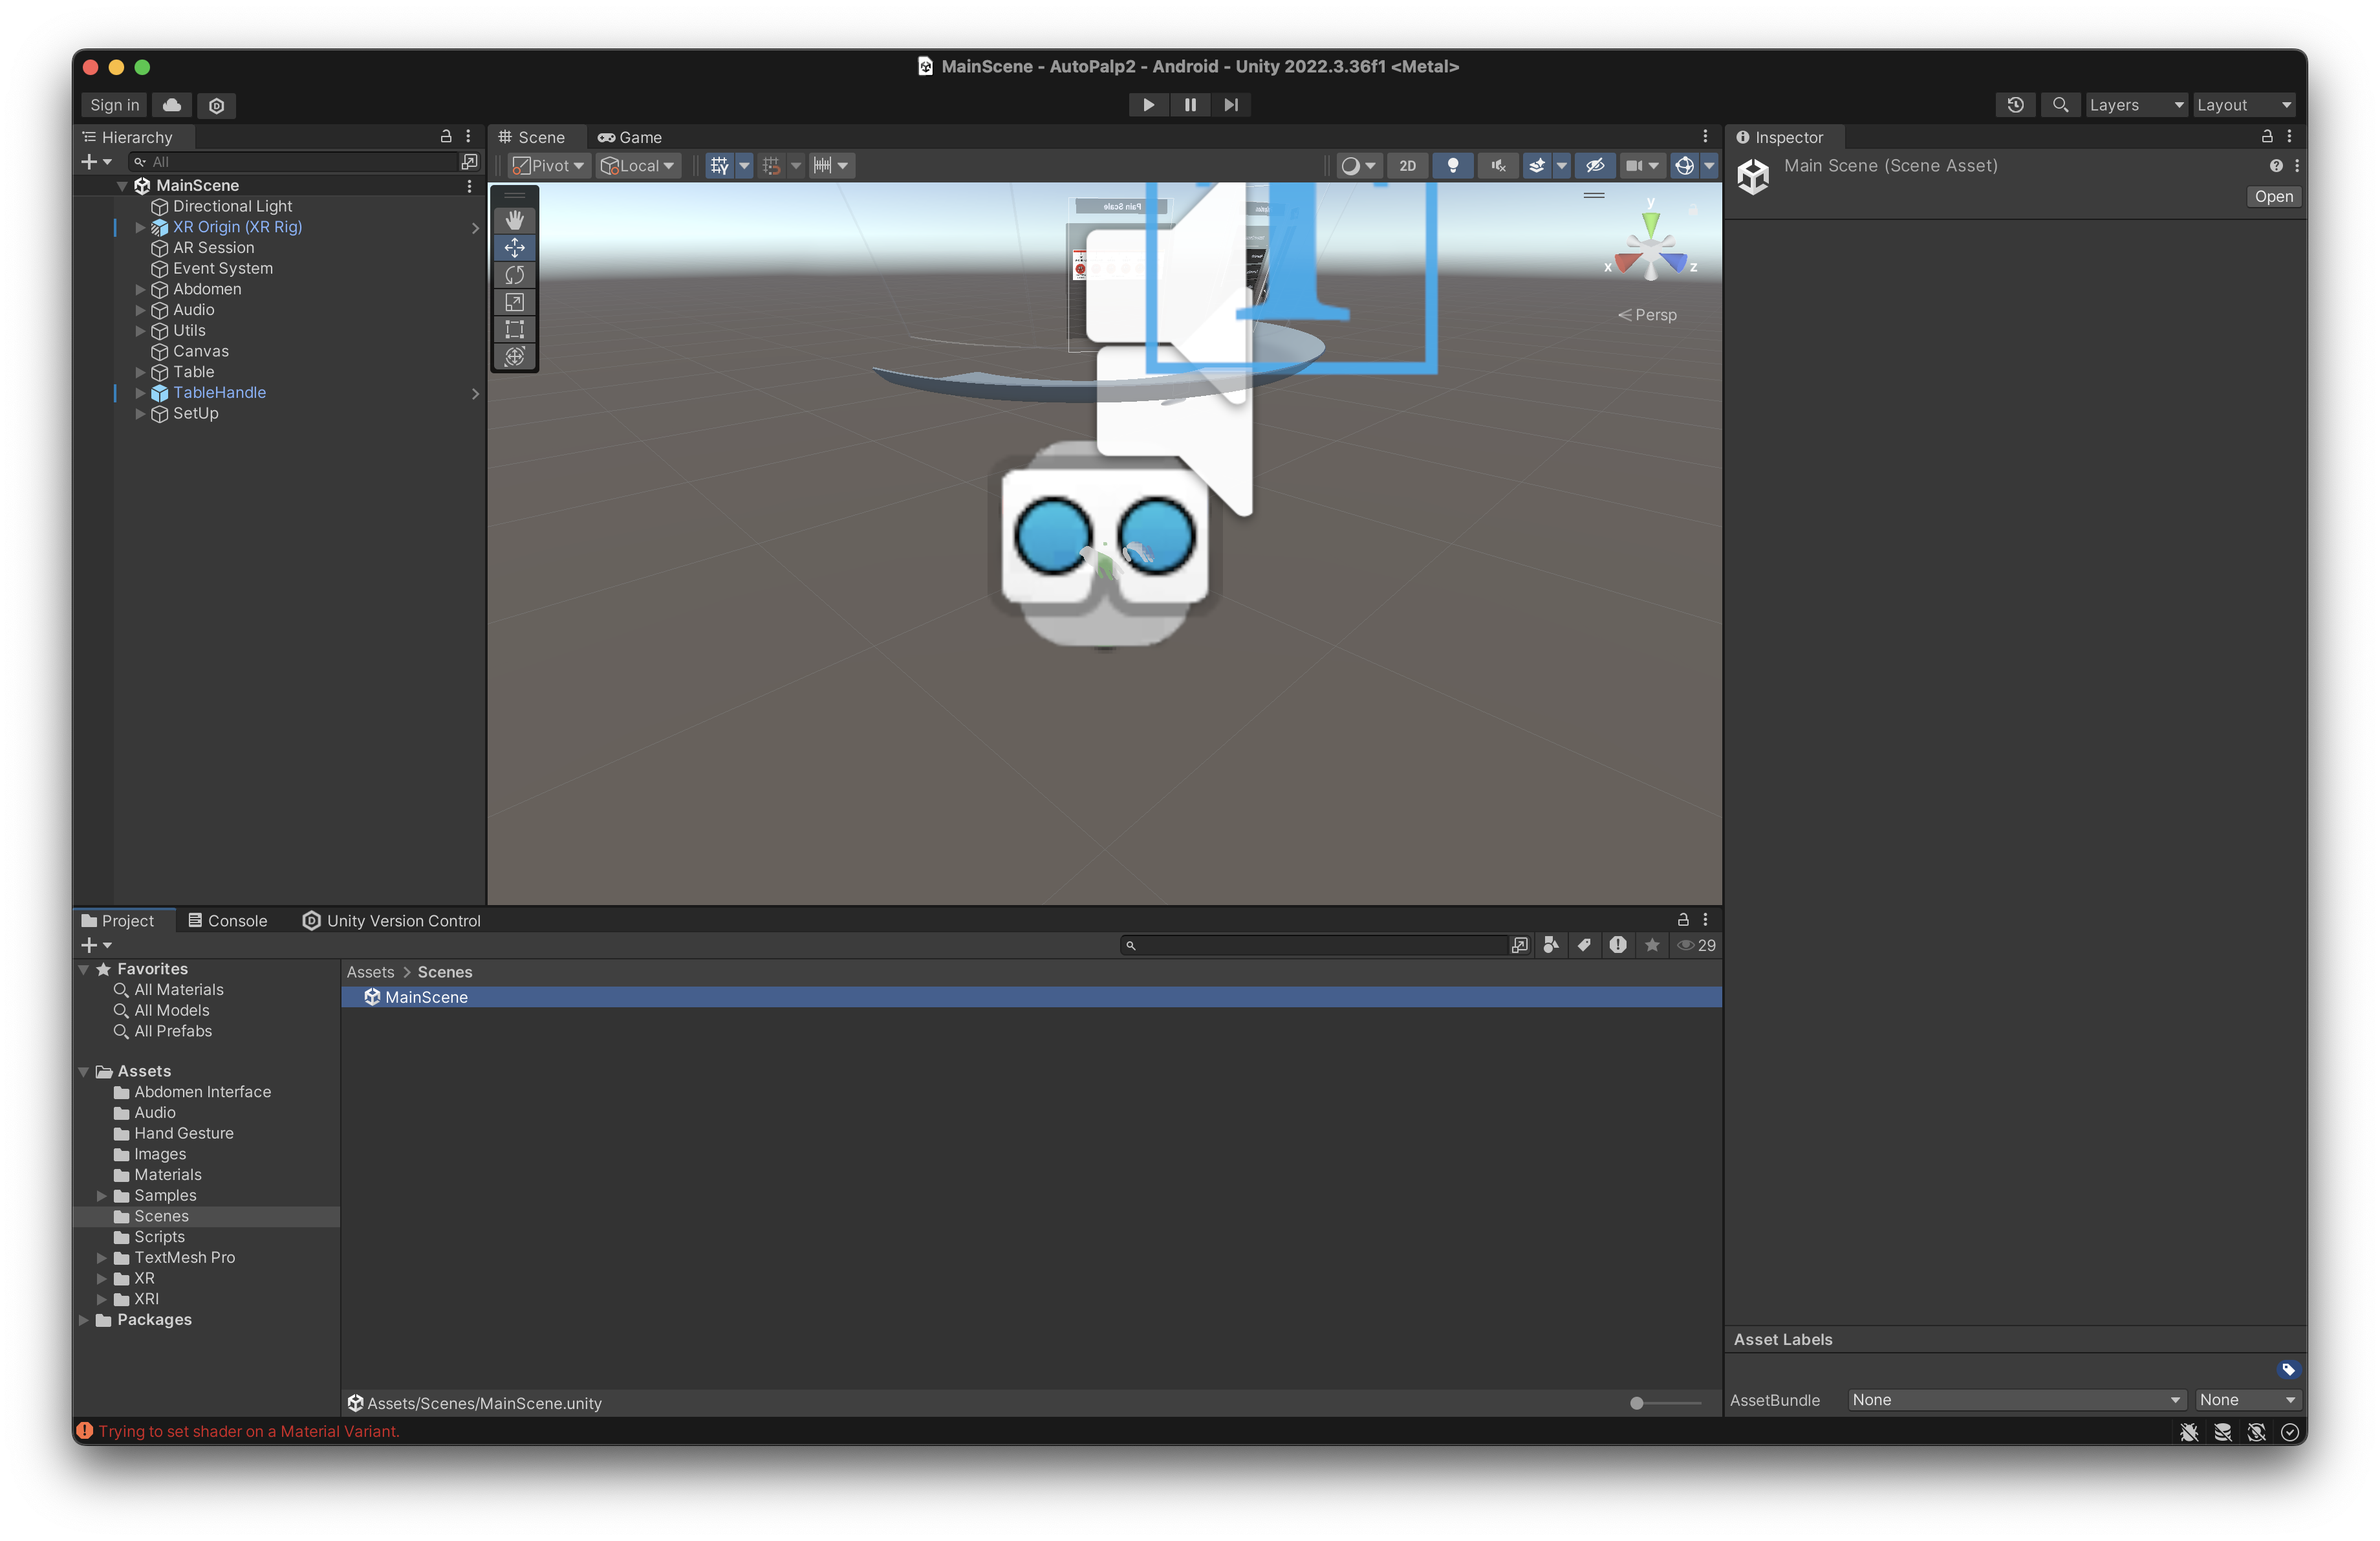 MainScene - AutoPalp2 - Android - Unity 2022.3.36f1 <Metal>
Sign in
Layers
Layout
Hierarchy
All
MainScene
Directional Light
XR Origin (XR Rig)
AR Session
Event System
Abdomen
Audio
Utils
Canvas
Table
TableHandle
SetUp
Scene
Game
Pivot
Local
2D
Pain Scale
y
x
z
Persp
Inspector
Main Scene (Scene Asset)
Open
Project
Console
Unity Version Control
29
Favorites
All Materials
All Models
All Prefabs
Assets
Abdomen Interface
Audio
Hand Gesture
Images
Materials
Samples
Scenes
Scripts
TextMesh Pro
XR
XRI
Packages
Assets > Scenes
MainScene
Assets/Scenes/MainScene.unity
Asset Labels
AssetBundle None None
Trying to set shader on a Material Variant.